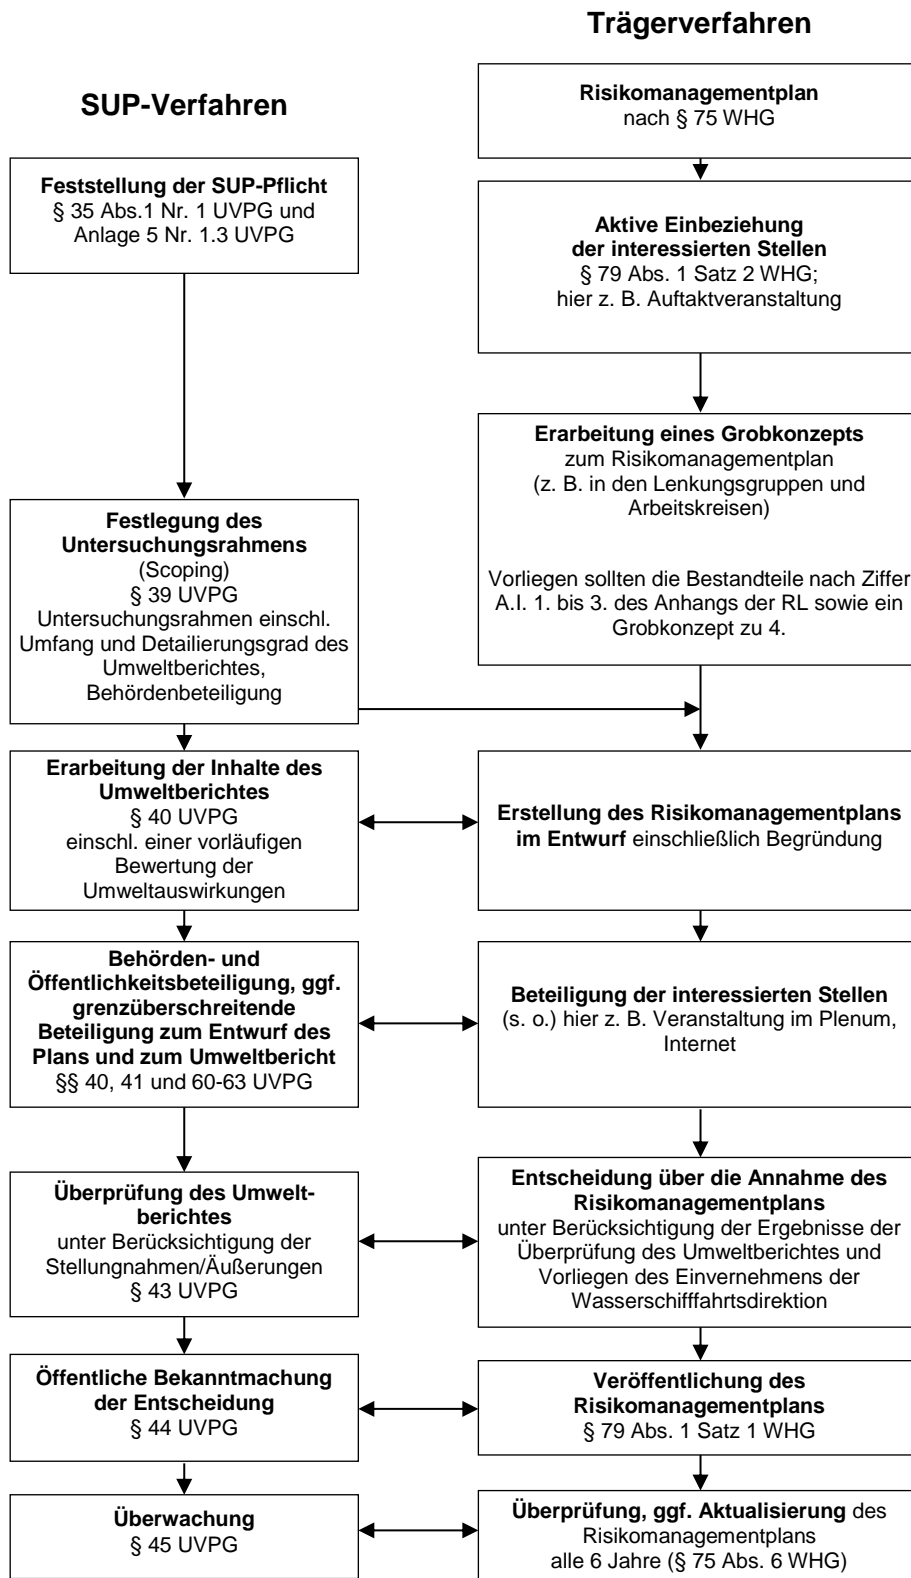 Trägerverfahren
SUP-Verfahren
Risikomanagementplan
nach § 75 WHG
Feststellung der SUP-Pflicht
§ 35 Abs.1 Nr. 1 UVPG und
Anlage 5 Nr. 1.3 UVPG
Aktive Einbeziehung
der interessierten Stellen
§ 79 Abs. 1 Satz 2 WHG;
hier z. B. Auftaktveranstaltung
Erarbeitung eines Grobkonzepts
zum Risikomanagementplan
(z. B. in den Lenkungsgruppen und
Arbeitskreisen)
Vorliegen sollten die Bestandteile nach Ziffer
A.I. 1. bis 3. des Anhangs der RL sowie ein
Grobkonzept zu 4.
Festlegung des
Untersuchungsrahmens
(Scoping)
§ 39 UVPG
Untersuchungsrahmen einschl.
Umfang und Detailierungsgrad des
Umweltberichtes,
Behördenbeteiligung
Erarbeitung der Inhalte des
Umweltberichtes
§ 40 UVPG
einschl. einer vorläufigen
Bewertung der
Umweltauswirkungen
Erstellung des Risikomanagementplans
im Entwurf einschließlich Begründung
Behörden- und
Öffentlichkeitsbeteiligung, ggf.
grenzüberschreitende
Beteiligung zum Entwurf des
Plans und zum Umweltbericht
§§ 40, 41 und 60-63 UVPG
Beteiligung der interessierten Stellen
(s. o.) hier z. B. Veranstaltung im Plenum,
Internet
Überprüfung des Umwelt-
berichtes
unter Berücksichtigung der
Stellungnahmen/Äußerungen
§ 43 UVPG
Entscheidung über die Annahme des
Risikomanagementplans
unter Berücksichtigung der Ergebnisse der
Überprüfung des Umweltberichtes und
Vorliegen des Einvernehmens der
Wasserschifffahrtsdirektion
Öffentliche Bekanntmachung
der Entscheidung
§ 44 UVPG
Veröffentlichung des
Risikomanagementplans
§ 79 Abs. 1 Satz 1 WHG
Überwachung
§ 45 UVPG
Überprüfung, ggf. Aktualisierung des
Risikomanagementplans
alle 6 Jahre (§ 75 Abs. 6 WHG)